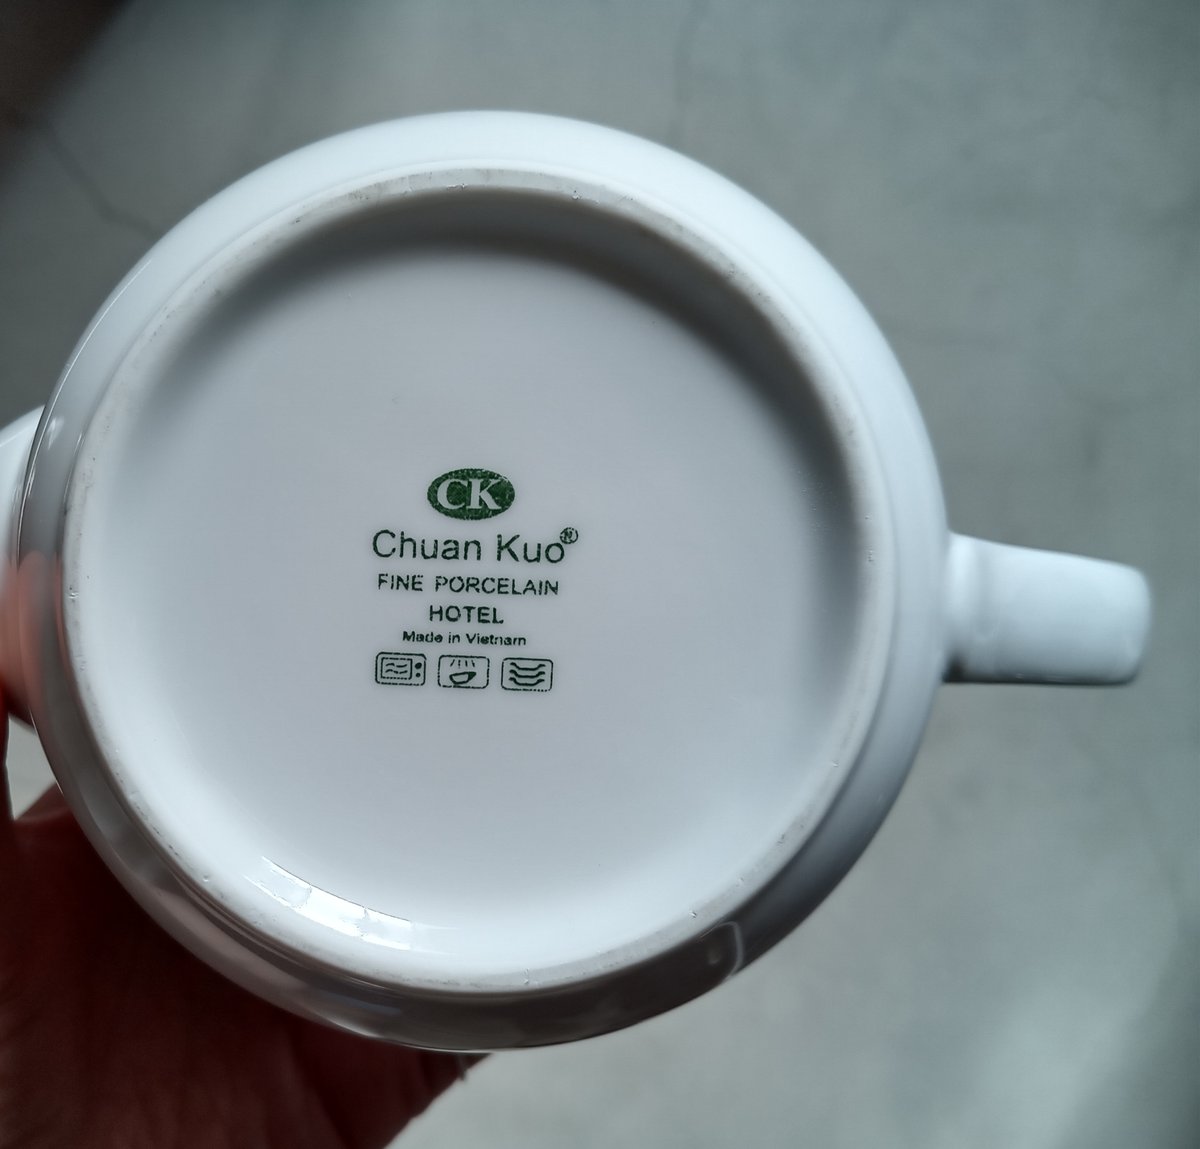 CK
Chuan Kuo®
FINE PORCELAIN
HOTEL
Made in Vietnam